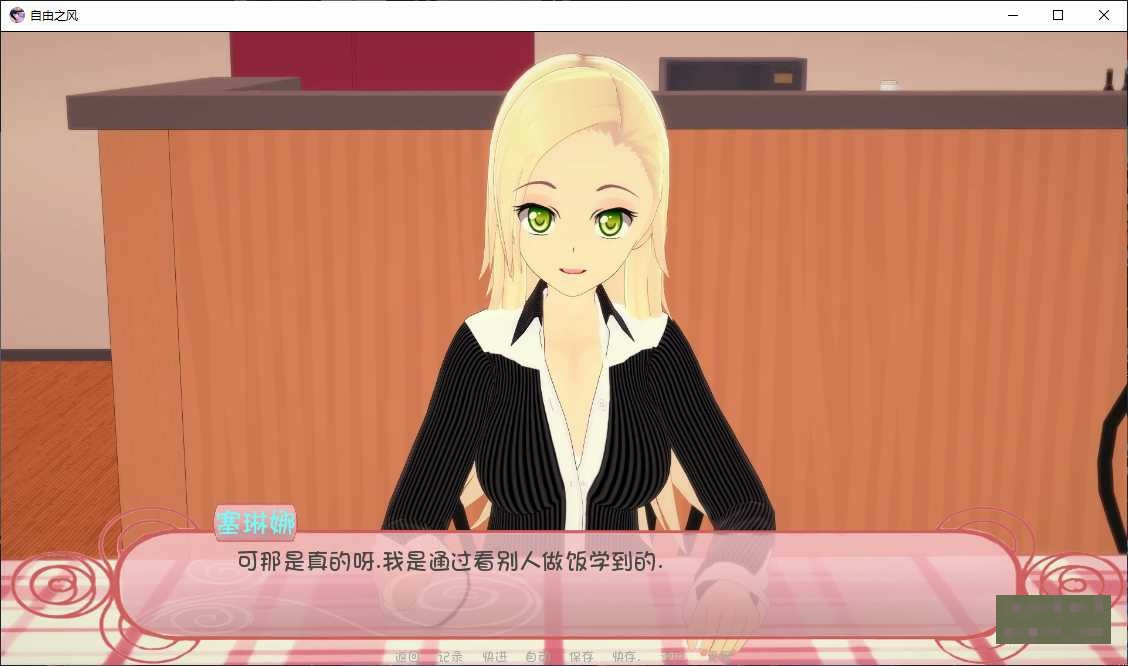 自由之风
塞琳娜
可那是真的呀.我是通过看别人做饭学到的.
返回 记录 快进 自动 保存 快存.